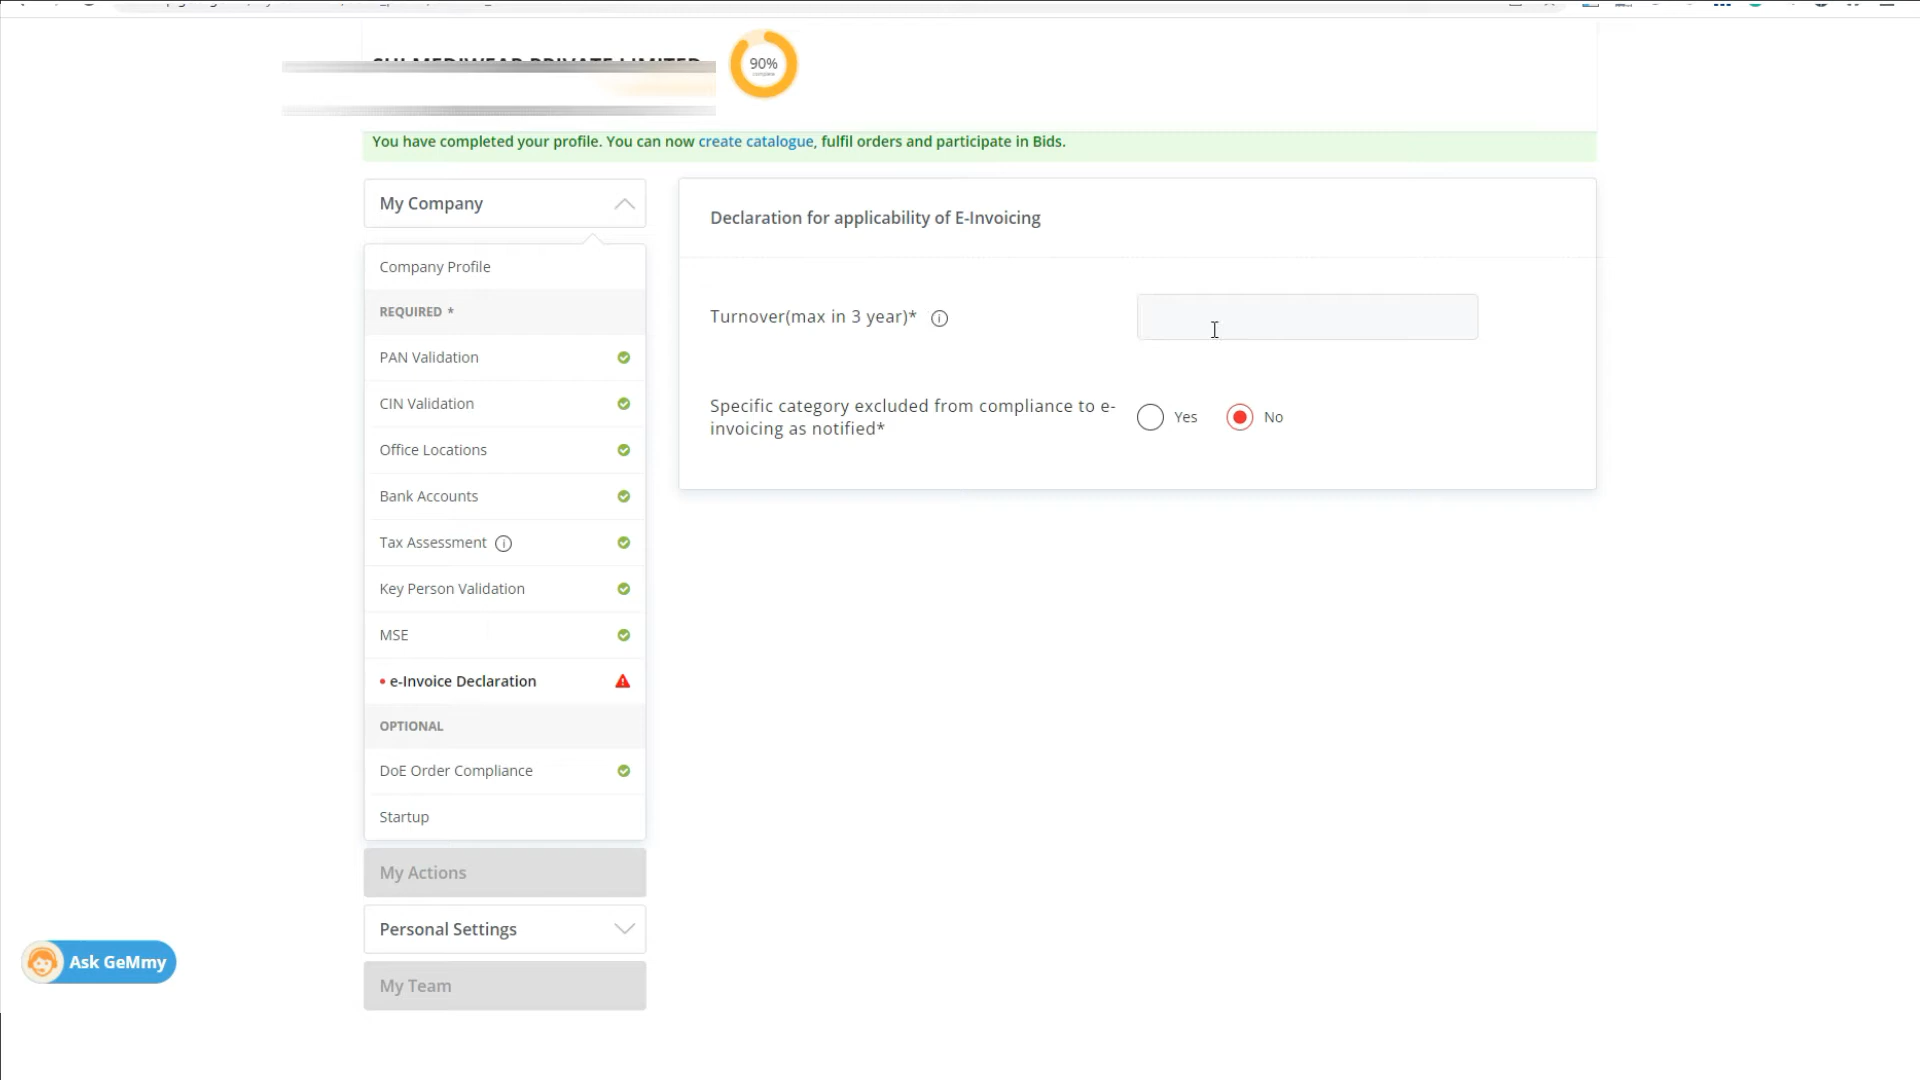 PRIVATE LIMITED
90%
complete
You have completed your profile. You can now create catalogue, fulfil orders and participate in Bids.
My Company
Declaration for applicability of E-Invoicing
Company Profile
REQUIRED *
Turnover(max in 3 year)*
PAN Validation
CIN Validation
Specific category excluded from compliance to e-
invoicing as notified*
Yes
No
Office Locations
Bank Accounts
Tax Assessment
Key Person Validation
MSE
e-Invoice Declaration
OPTIONAL
DoE Order Compliance
Startup
My Actions
Personal Settings
Ask GeMmy
My Team